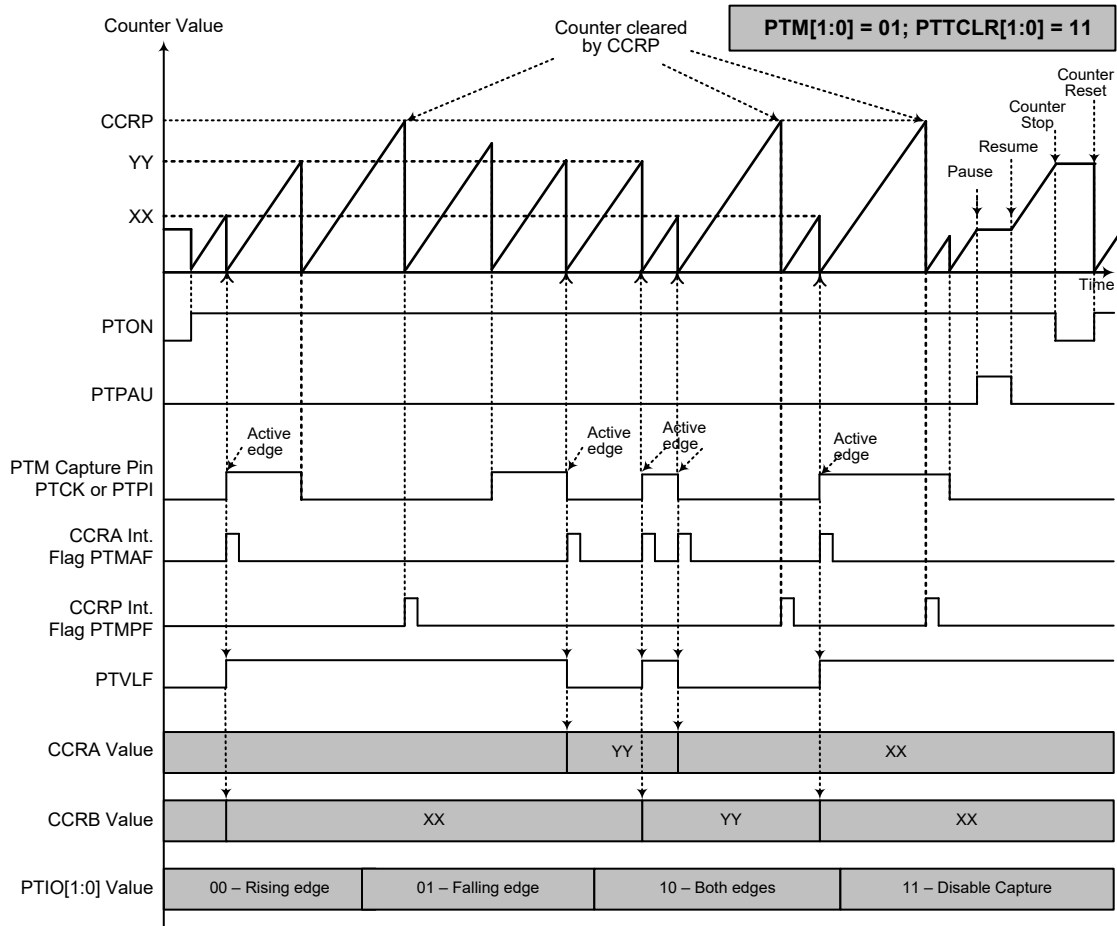 Counter Value
Counter cleared
by CCRP
PTM[1:0] = 01; PTTCLR[1:0] = 11
Counter
Reset
CCRP
Counter
Stop
YY
Resume
Pause
XX
Time
PTON
PTPAU
Active
edge
Active
edge
Active
edge
Active
edge
PTM Capture Pin
PTCK or PTPI
CCRA Int.
Flag PTMAF
CCRP Int.
Flag PTMPF
PTVLF
CCRA Value
YY
XX
CCRB Value
XX
YY
XX
PTIO[1:0] Value
00 – Rising edge
01 – Falling edge
10 – Both edges
11 – Disable Capture